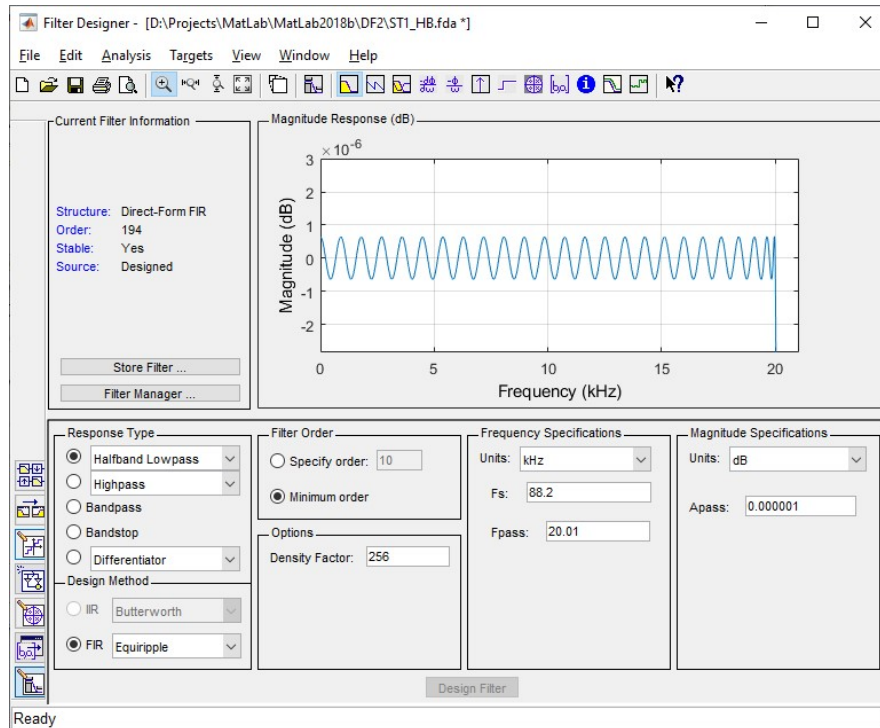 Filter Designer - [D:\Projects\MatLab\MatLab2018b\DF2\ST1_HB.fda *]
File Edit Analysis Targets View Window Help
Current Filter Information
Structure: Direct-Form FIR
Order: 194
Stable: Yes
Source: Designed
Store Filter ...
Filter Manager ...
Magnitude Response (dB)
× 10^-6
3
2
1
0
-1
-2
Magnitude (dB)
0 5 10 15 20
Frequency (kHz)
Response Type
Halfband Lowpass
Highpass
Bandpass
Bandstop
Differentiator
Design Method
IIR Butterworth
FIR Equiripple
Filter Order
Specify order: 10
Minimum order
Options
Density Factor: 256
Frequency Specifications
Units: kHz
Fs: 88.2
Fpass: 20.01
Magnitude Specifications
Units: dB
Apass: 0.000001
Design Filter
Ready